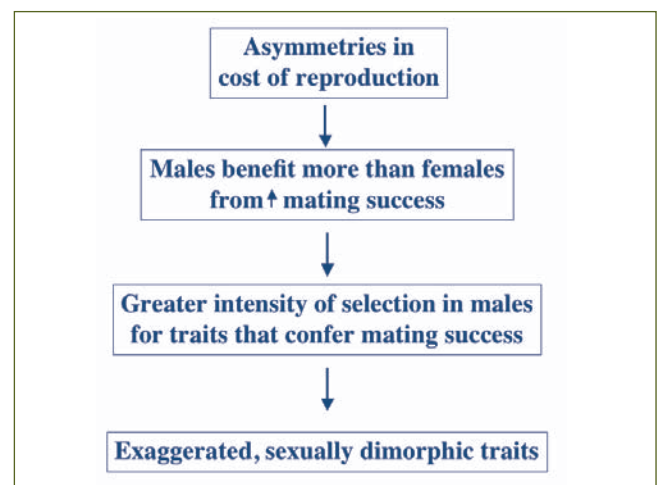 Asymmetries in
cost of reproduction
Males benefit more than females
from↑ mating success
Greater intensity of selection in males
for traits that confer mating success
Exaggerated, sexually dimorphic traits